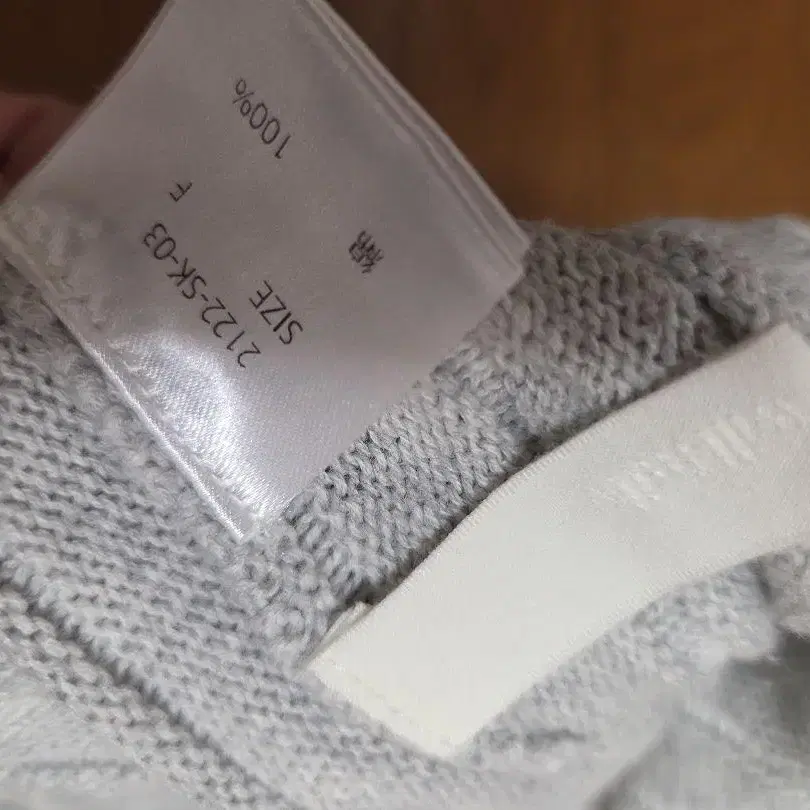 2122-SK-03
SIZE F
綿 100%